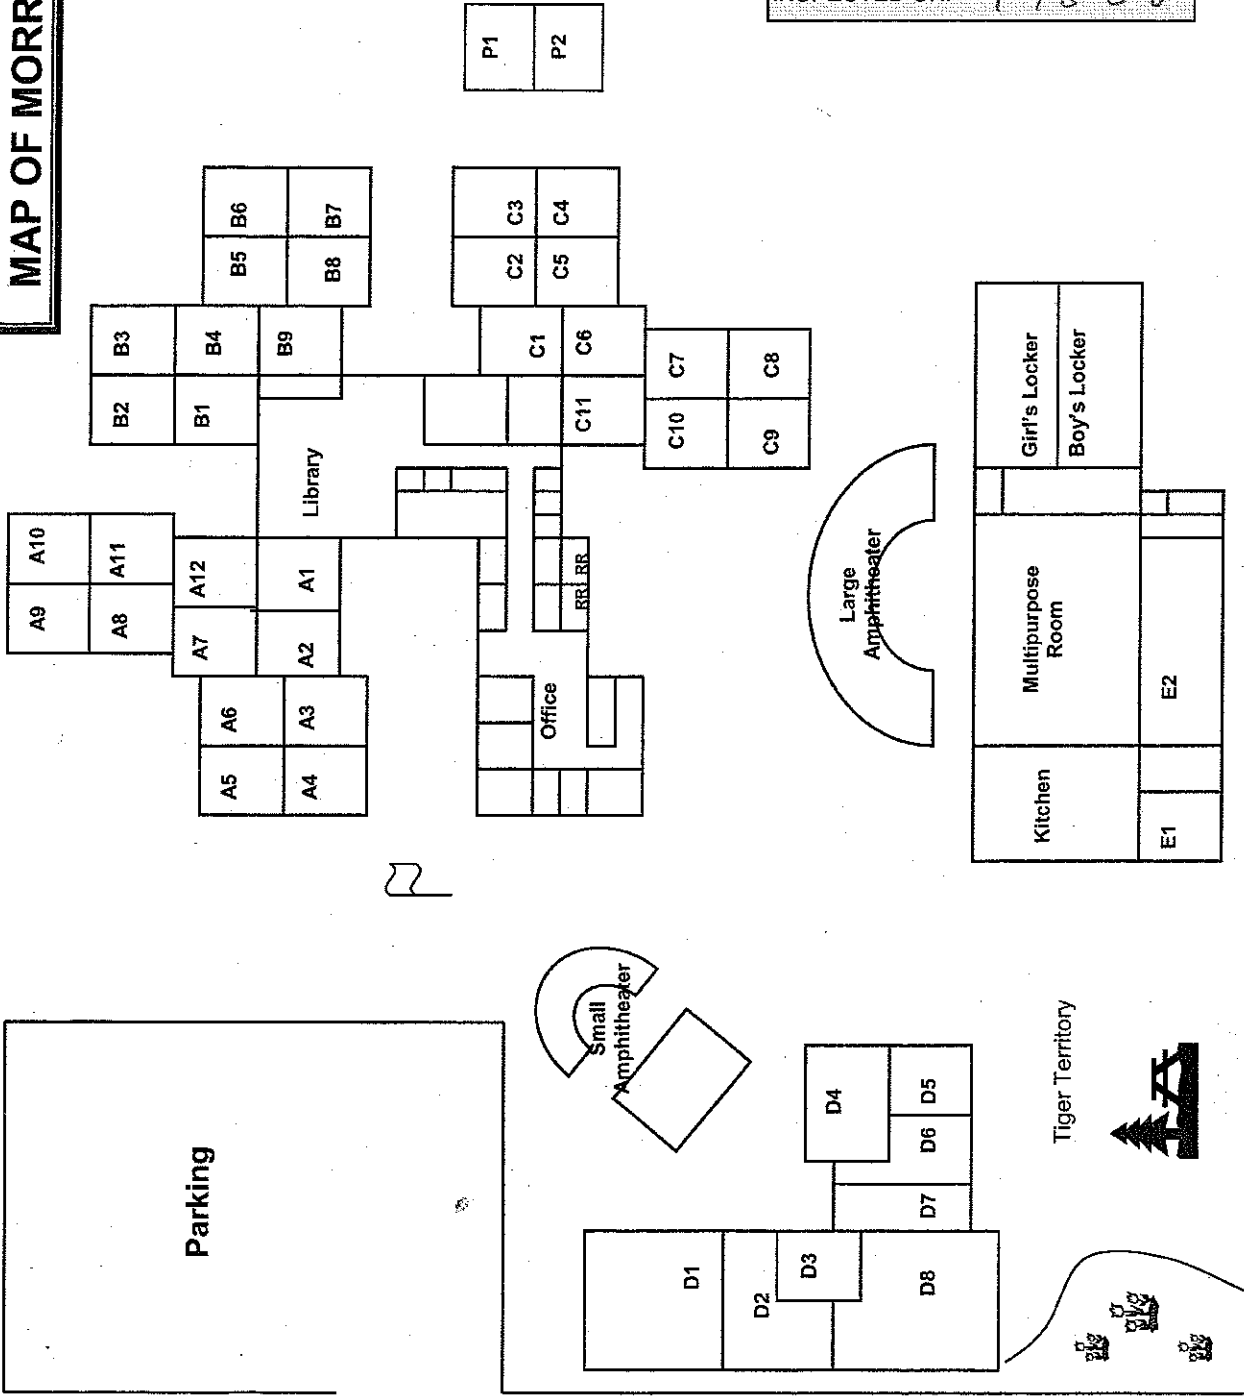 MAP OF MORR
P1
P2
B6
B7
B5
B8
B3
B4
B9
B2
B1
C3
C4
C2
C5
C1
C6
C7
C8
C11
C10
C9
Library
A10
A11
A9
A8
A12
A1
A7
A2
A6
A3
A5
A4
RR
RR
Office
Girl's Locker
Boy's Locker
Large
Amphitheater
Multipurpose
Room
E2
Kitchen
E1
Small
Amphitheater
Parking
D4
D5
D6
D7
D1
D2
D3
D8
Tiger Territory